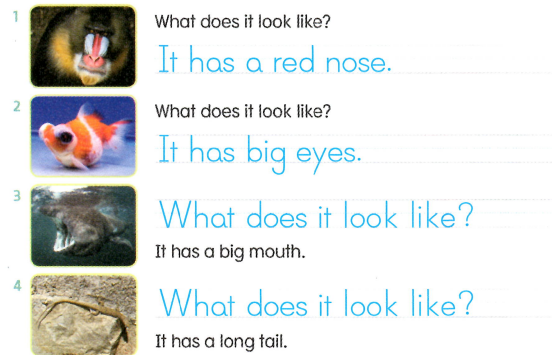 1
What does it look like?
It has a red nose.
2
What does it look like?
It has big eyes.
3
What does it look like?
It has a big mouth.
4
What does it look like?
It has a long tail.